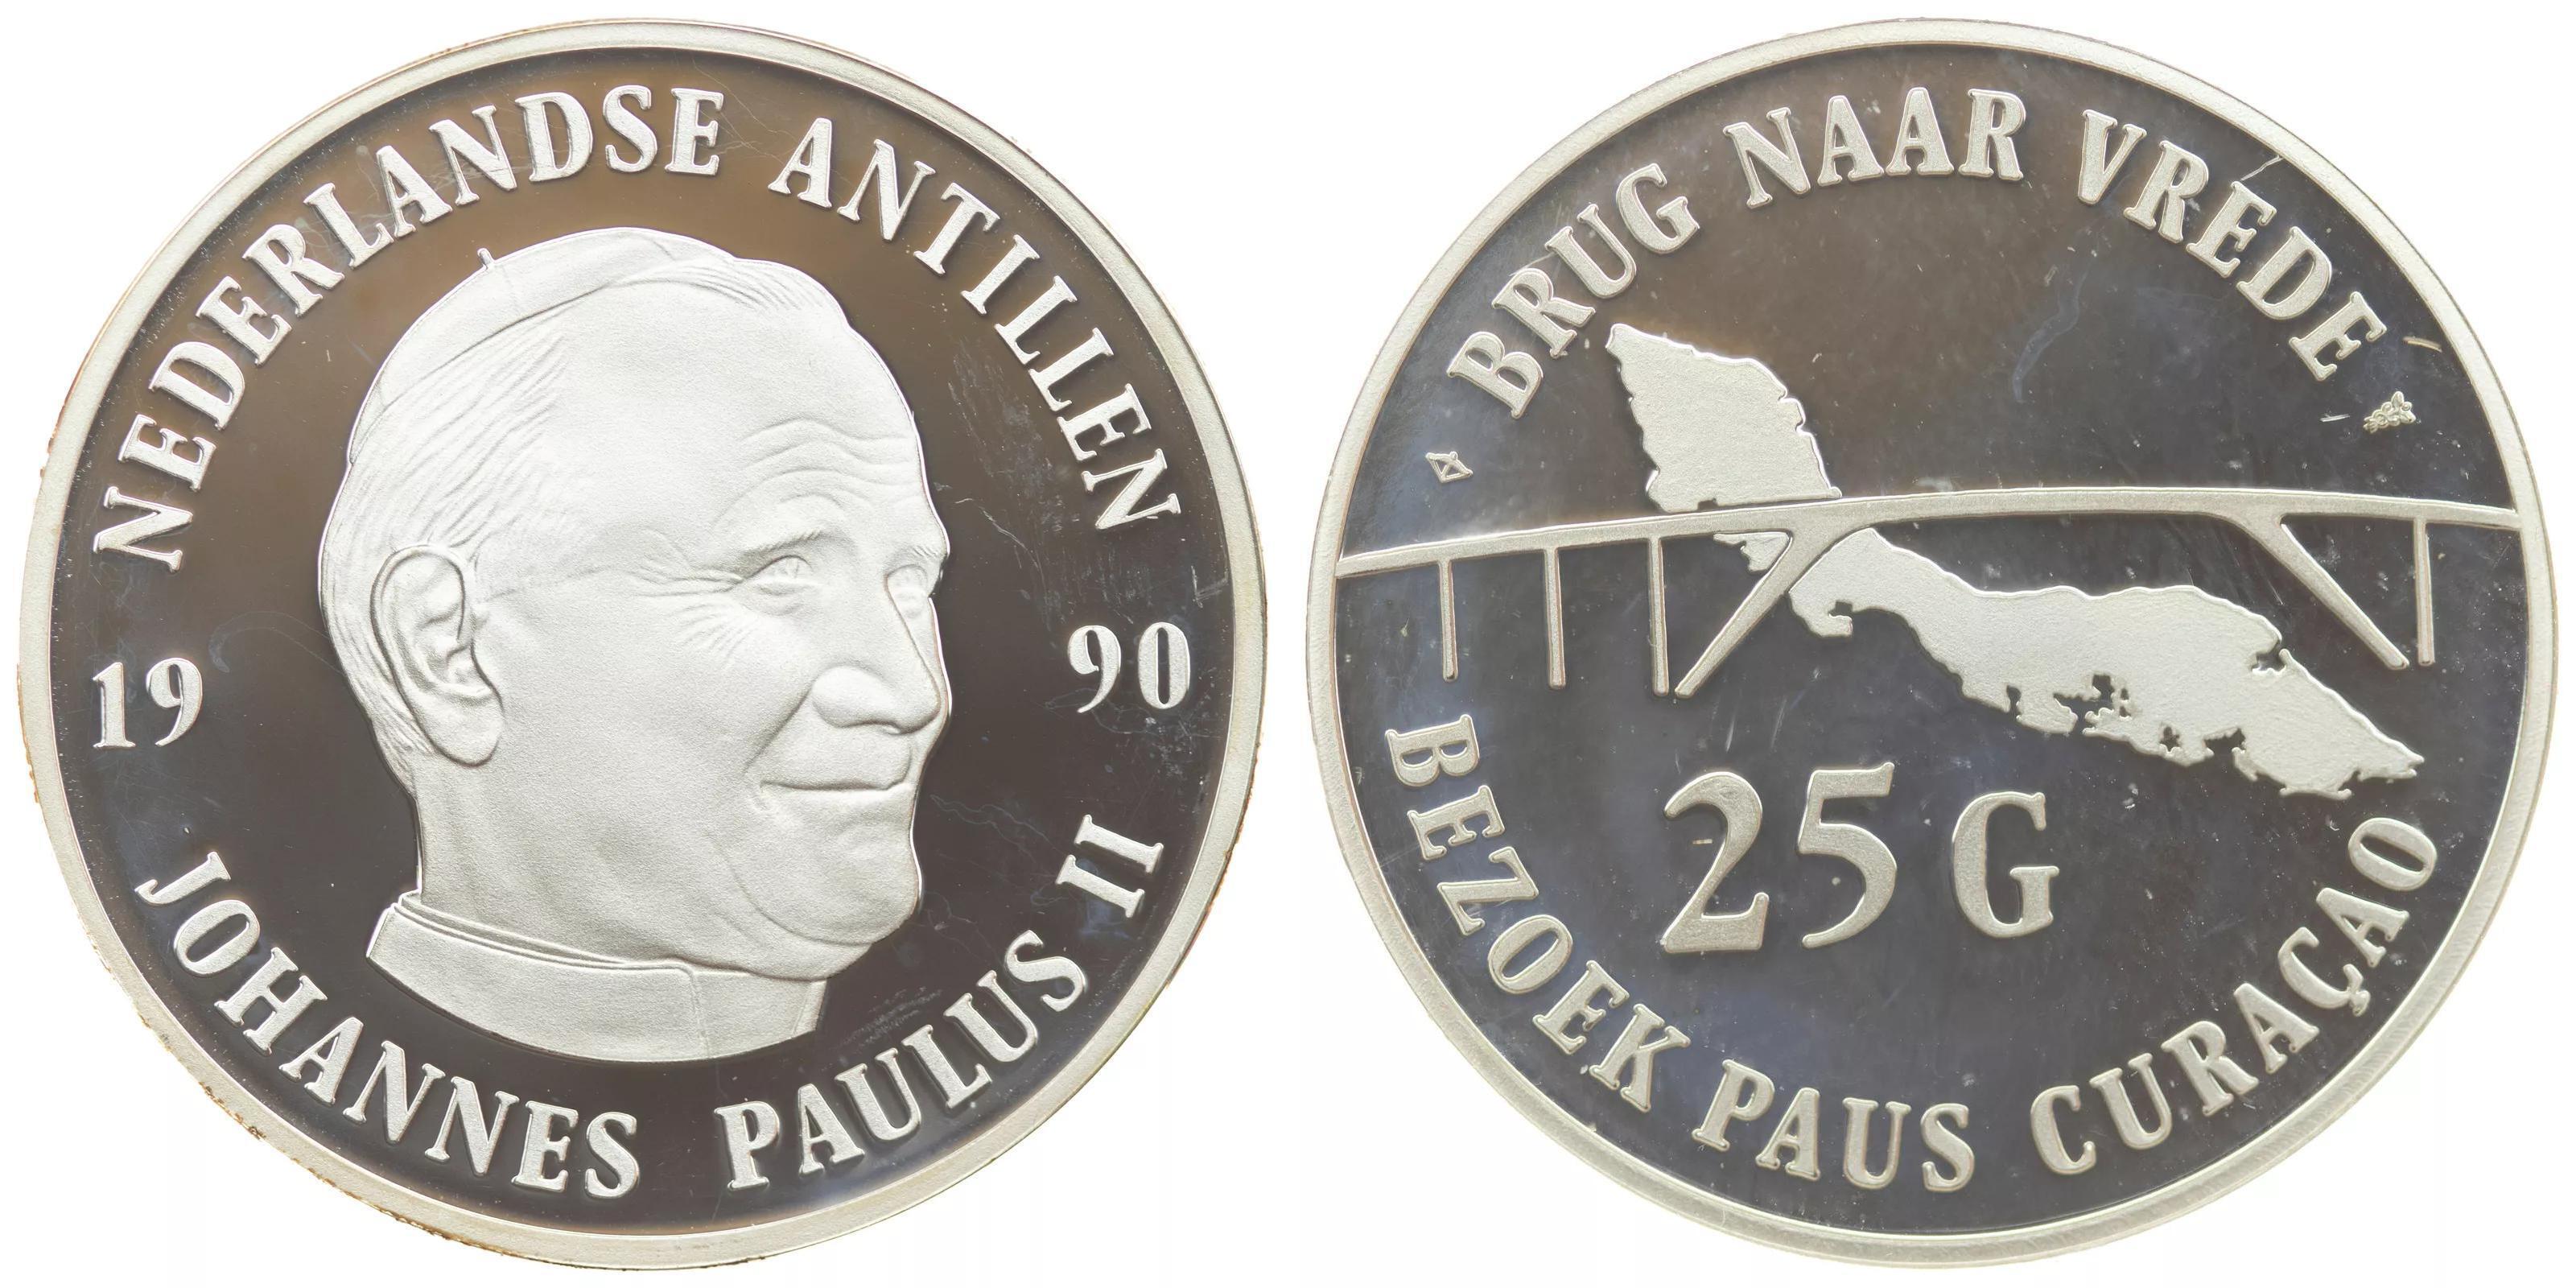 NEDERLANDSE ANTILLEN
19 90
JOHANNES PAULUS II
BRUG NAAR VREDE
25 G
BEZOEK PAUS CURAÇAO